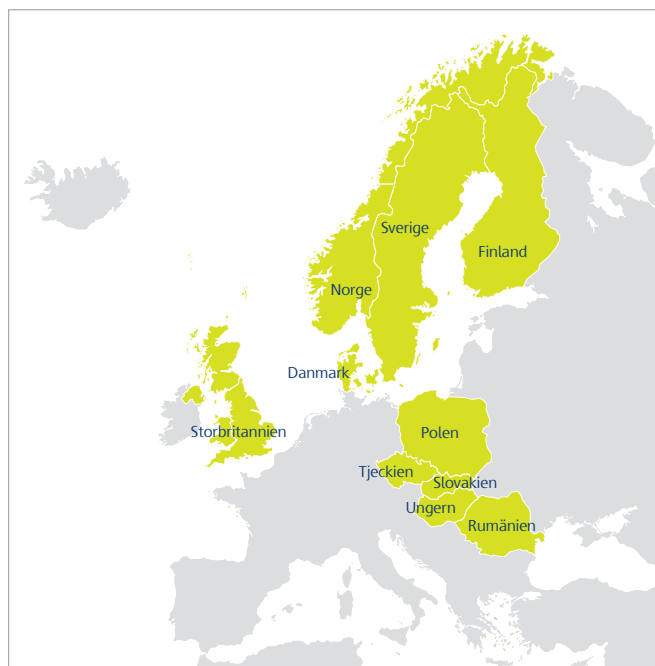 Sverige
Finland
Norge
Danmark
Storbritannien
Polen
Tjeckien
Slovakien
Ungern
Rumänien